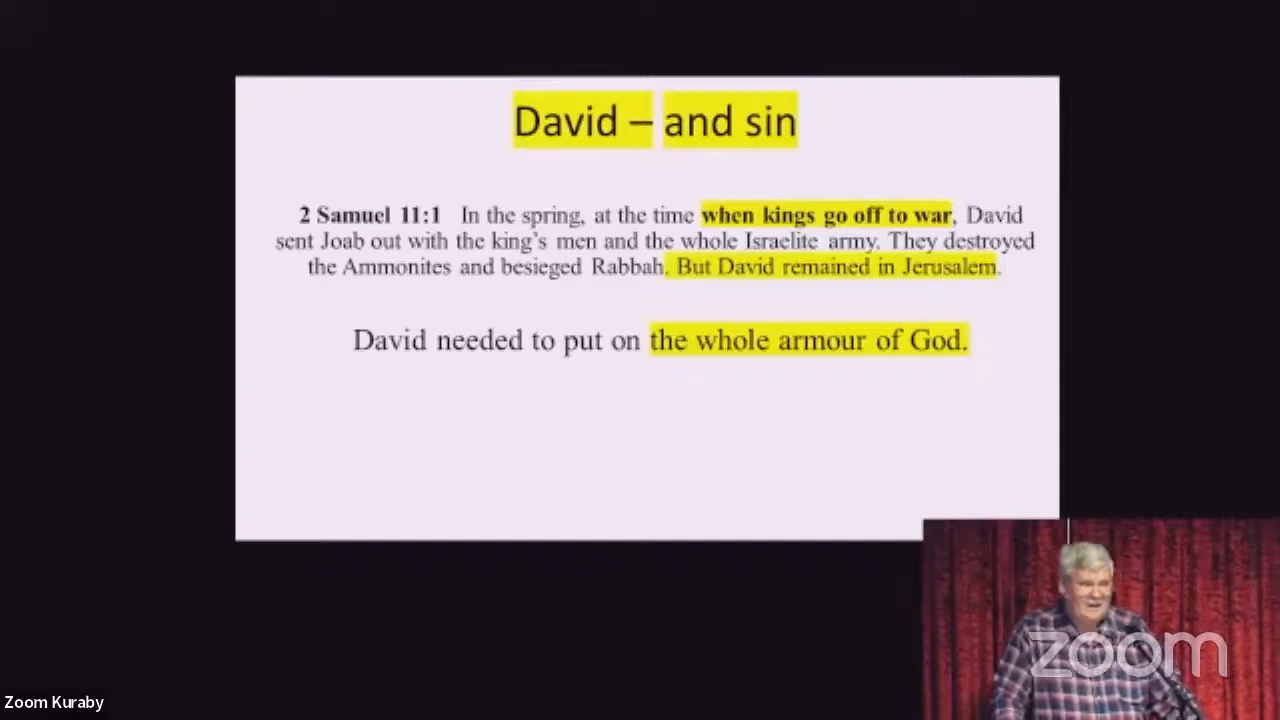 David – and sin
2 Samuel 11:1 In the spring, at the time when kings go off to war, David
sent Joab out with the king's men and the whole Israelite army. They destroyed
the Ammonites and besieged Rabbah. But David remained in Jerusalem.
David needed to put on the whole armour of God.
zoom
Zoom Kuraby